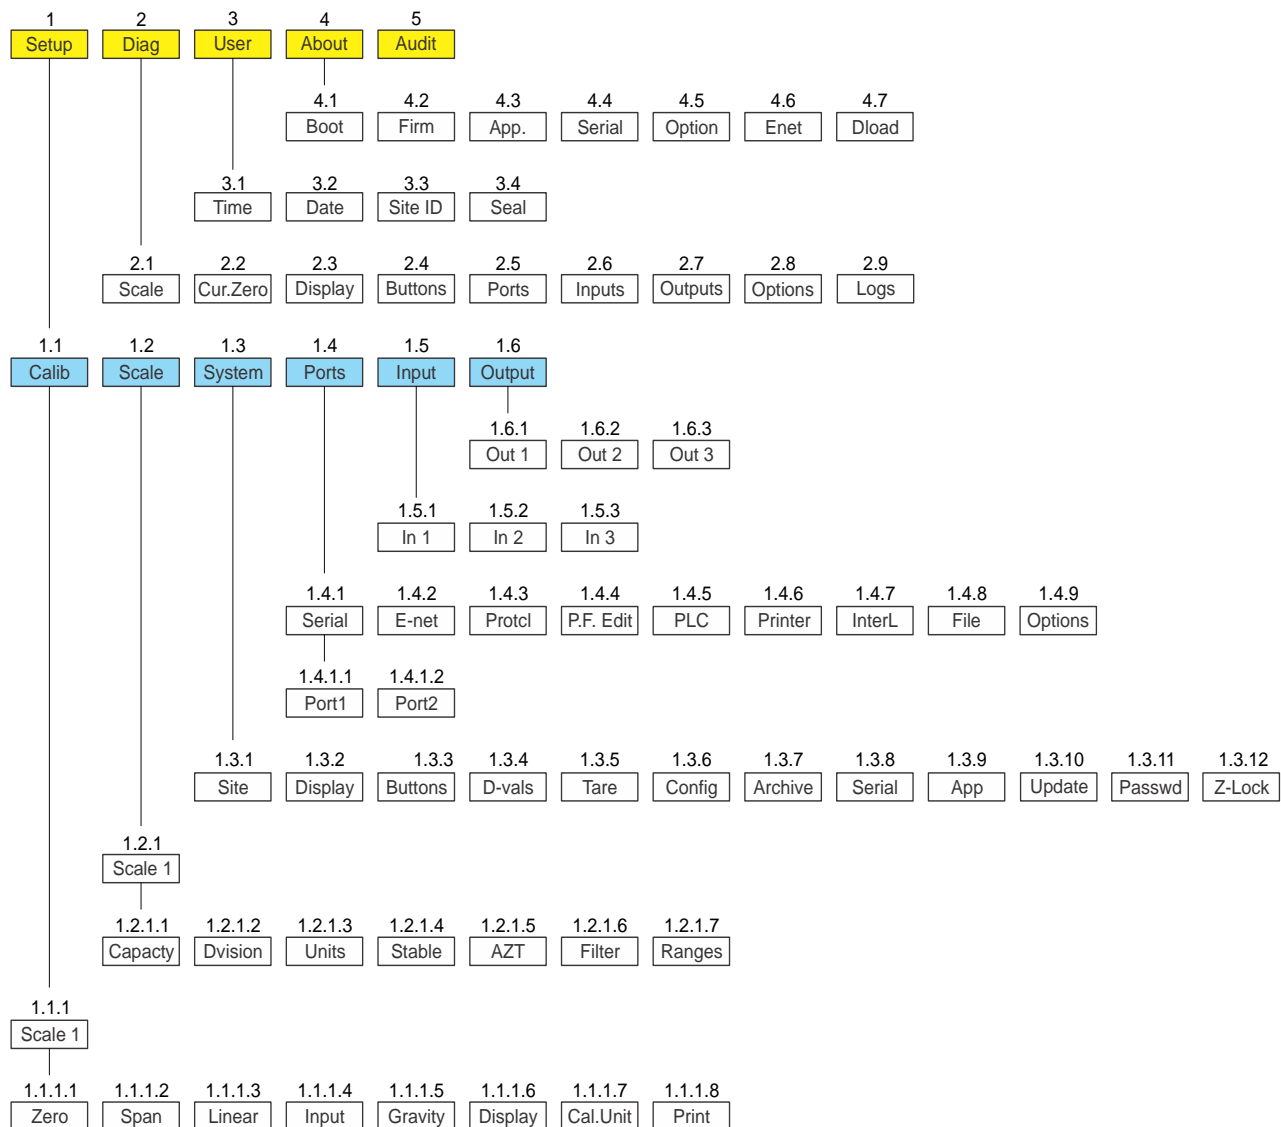 1 2 3 4 5
Setup Diag User About Audit
4.1 4.2 4.3 4.4 4.5 4.6 4.7
Boot Firm App. Serial Option Enet Dload
3.1 3.2 3.3 3.4
Time Date Site ID Seal
2.1 2.2 2.3 2.4 2.5 2.6 2.7 2.8 2.9
Scale Cur.Zero Display Buttons Ports Inputs Outputs Options Logs
1.1 1.2 1.3 1.4 1.5 1.6
Calib Scale System Ports Input Output
1.6.1 1.6.2 1.6.3
Out 1 Out 2 Out 3
1.5.1 1.5.2 1.5.3
In 1 In 2 In 3
1.4.1 1.4.2 1.4.3 1.4.4 1.4.5 1.4.6 1.4.7 1.4.8 1.4.9
Serial E-net Protcl P.F. Edit PLC Printer InterL File Options
1.4.1.1 1.4.1.2
Port1 Port2
1.3.1 1.3.2 1.3.3 1.3.4 1.3.5 1.3.6 1.3.7 1.3.8 1.3.9 1.3.10 1.3.11 1.3.12
Site Display Buttons D-vals Tare Config Archive Serial App Update Passwd Z-Lock
1.2.1
Scale 1
1.2.1.1 1.2.1.2 1.2.1.3 1.2.1.4 1.2.1.5 1.2.1.6 1.2.1.7
Capacty Dvision Units Stable AZT Filter Ranges
1.1.1
Scale 1
1.1.1.1 1.1.1.2 1.1.1.3 1.1.1.4 1.1.1.5 1.1.1.6 1.1.1.7 1.1.1.8
Zero Span Linear Input Gravity Display Cal.Unit Print